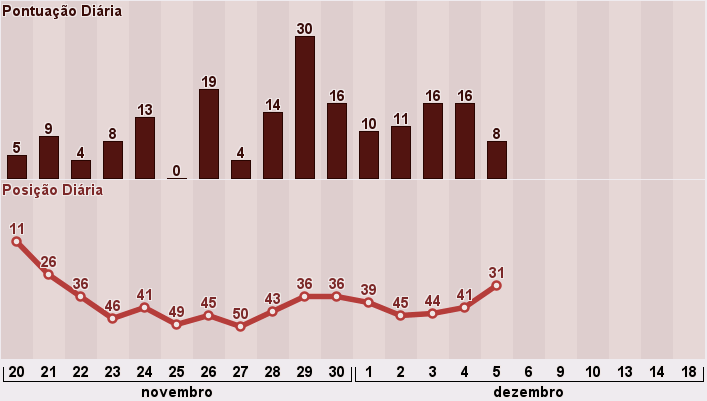 Pontuação Diária
5 9 4 8 13 0 19 4 14 30 16 10 11 16 16 8
Posição Diária
11 26 36 46 41 49 45 50 43 36 36 39 45 44 41 31
20 21 22 23 24 25 26 27 28 29 30 1 2 3 4 5 6 9 10 13 14 18
novembro dezembro